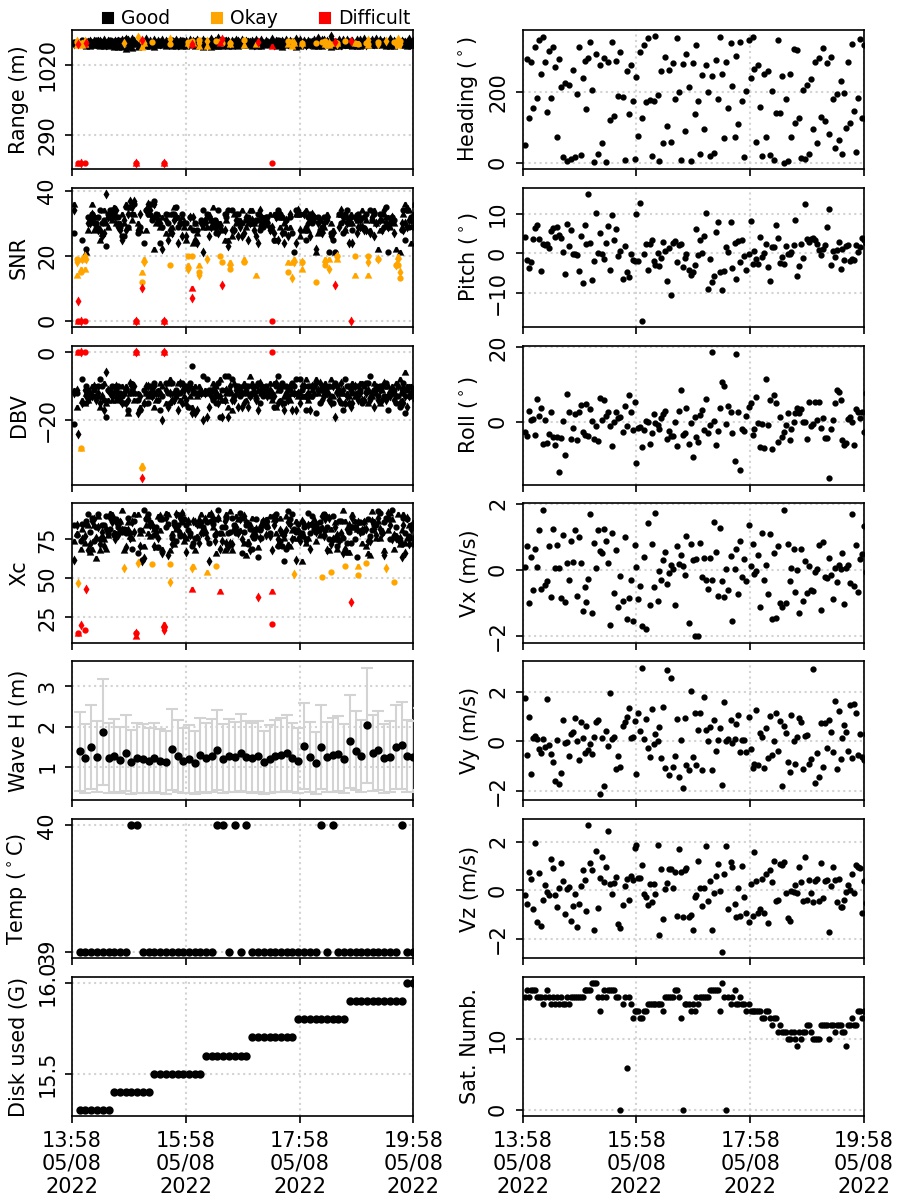 Good Okay Difficult
Range (m)
1020
290
Heading (°)
200
0
SNR
40
20
0
Pitch (°)
10
0
−10
DBV
0
−20
Roll (°)
20
0
Xc
75
50
25
Vx (m/s)
2
0
−2
Wave H (m)
3
2
1
Vy (m/s)
2
0
−2
Temp (°C)
40
39
Vz (m/s)
2
0
−2
Disk used (G)
16.0
15.5
Sat. Numb.
10
0
13:58 15:58 17:58 19:58 13:58 15:58 17:58 19:58
05/08 05/08 05/08 05/08 05/08 05/08 05/08 05/08
2022 2022 2022 2022 2022 2022 2022 2022